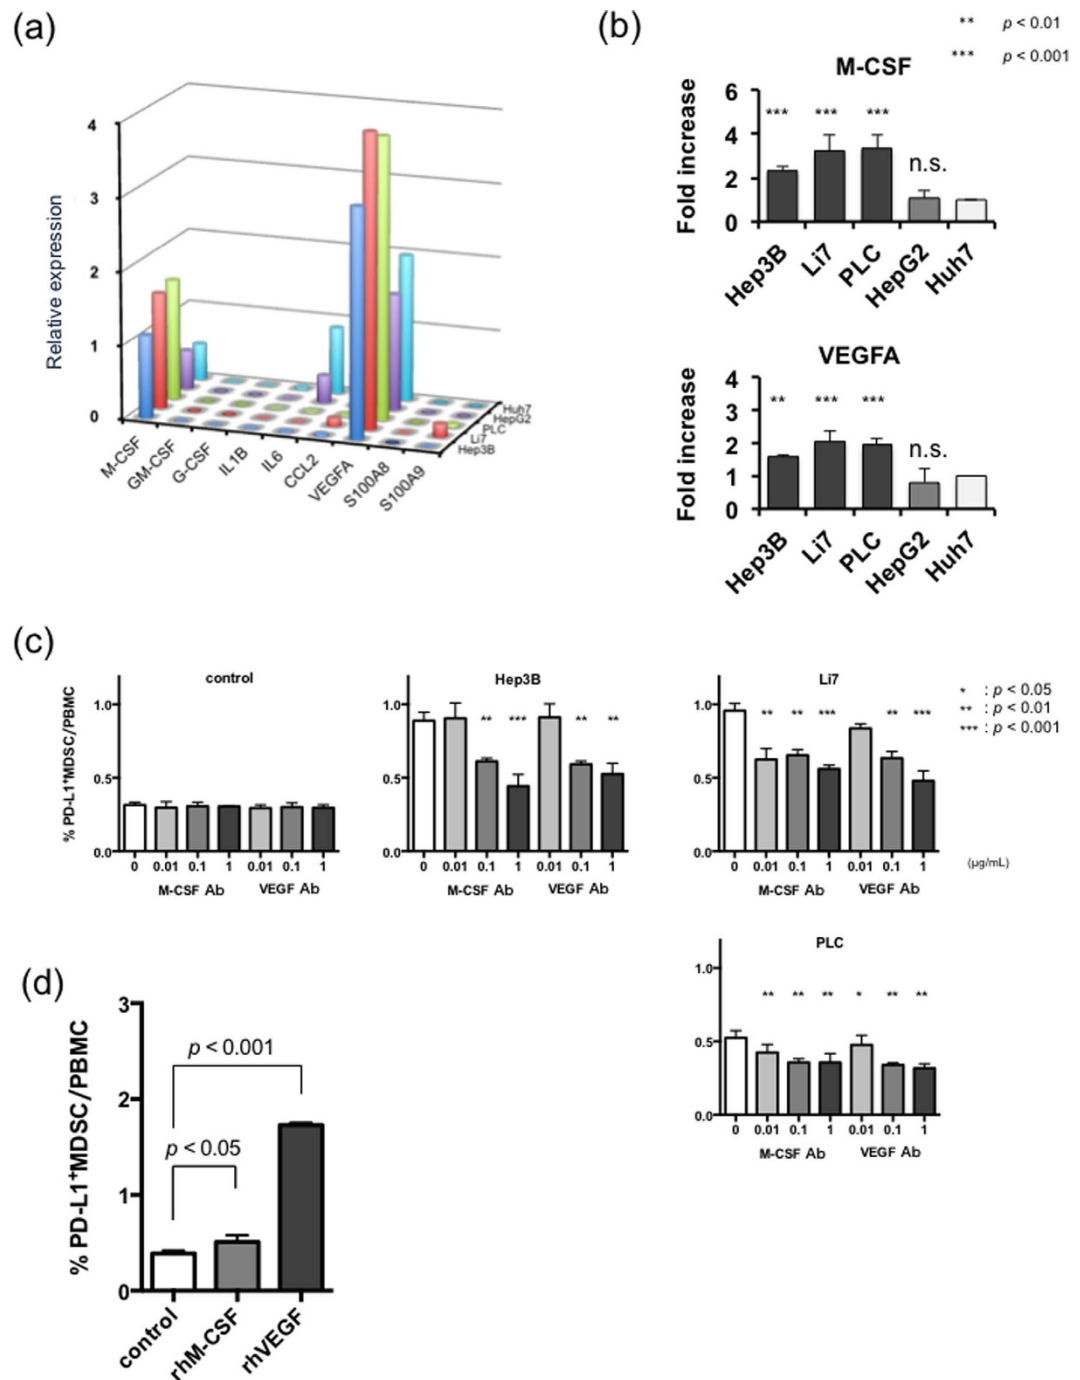 (a)
Relative expression
4
3
2
1
0
M-CSF
GM-CSF
G-CSF
IL1B
IL6
CCL2
VEGFA
S100A8
S100A9
Huh7
HepG2
PLC
Li7
Hep3B
(b)
** p < 0.01
*** p < 0.001
M-CSF
Fold increase
6
4
2
0
*** *** *** n.s.
Hep3B Li7 PLC HepG2 Huh7
VEGFA
Fold increase
4
3
2
1
0
** *** *** n.s.
Hep3B Li7 PLC HepG2 Huh7
(c)
% PD-L1+MDSC/PBMC
control
1.0
0.5
0.0
0 0.01 0.1 1 0.01 0.1 1
M-CSF Ab VEGF Ab
Hep3B
1.0
0.5
0.0
** *** ** **
0 0.01 0.1 1 0.01 0.1 1
M-CSF Ab VEGF Ab
Li7
1.0
0.5
0.0
** ** *** ** ***
0 0.01 0.1 1 0.01 0.1 1
M-CSF Ab VEGF Ab
* : p < 0.05
** : p < 0.01
*** : p < 0.001
(μg/mL)
PLC
1.0
0.5
0.0
** ** ** * ** **
0 0.01 0.1 1 0.01 0.1 1
M-CSF Ab VEGF Ab
(d)
% PD-L1+MDSC/PBMC
3
2
1
0
p < 0.001
p < 0.05
control rhM-CSF rhVEGF